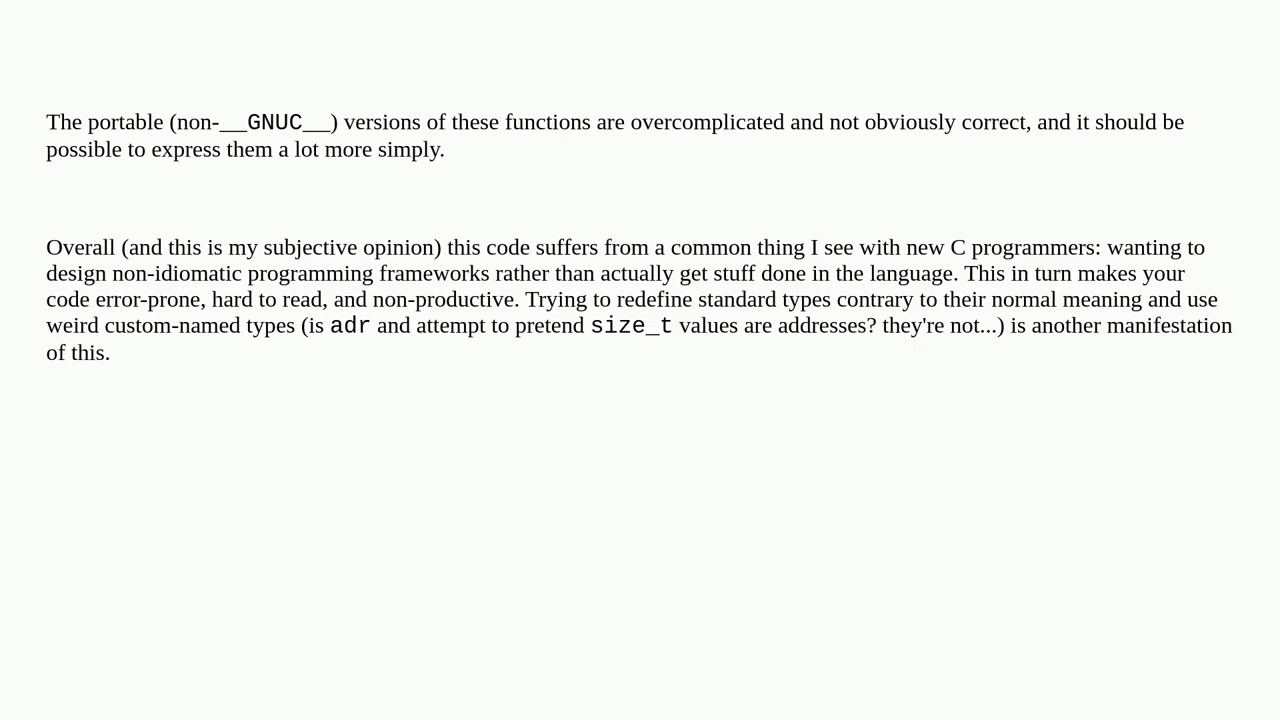 The portable (non-__GNUC__) versions of these functions are overcomplicated and not obviously correct, and it should be
possible to express them a lot more simply.
Overall (and this is my subjective opinion) this code suffers from a common thing I see with new C programmers: wanting to
design non-idiomatic programming frameworks rather than actually get stuff done in the language. This in turn makes your
code error-prone, hard to read, and non-productive. Trying to redefine standard types contrary to their normal meaning and use
weird custom-named types (is adr and attempt to pretend size_t values are addresses? they're not...) is another manifestation
of this.